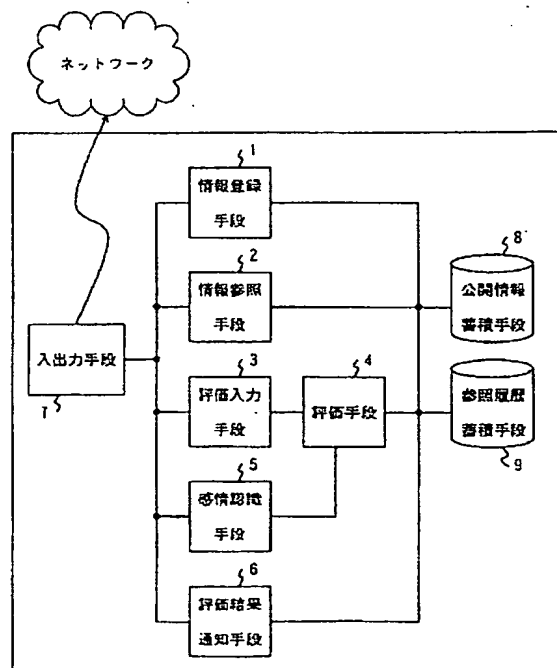 ネットワーク
1
情報登録
手段
2
情報参照
手段
3
評価入力
手段
4
評価手段
5
感情認識
手段
6
評価結果
通知手段
入出力手段
7
8
公開情報
蓄積手段
参照履歴
蓄積手段
9